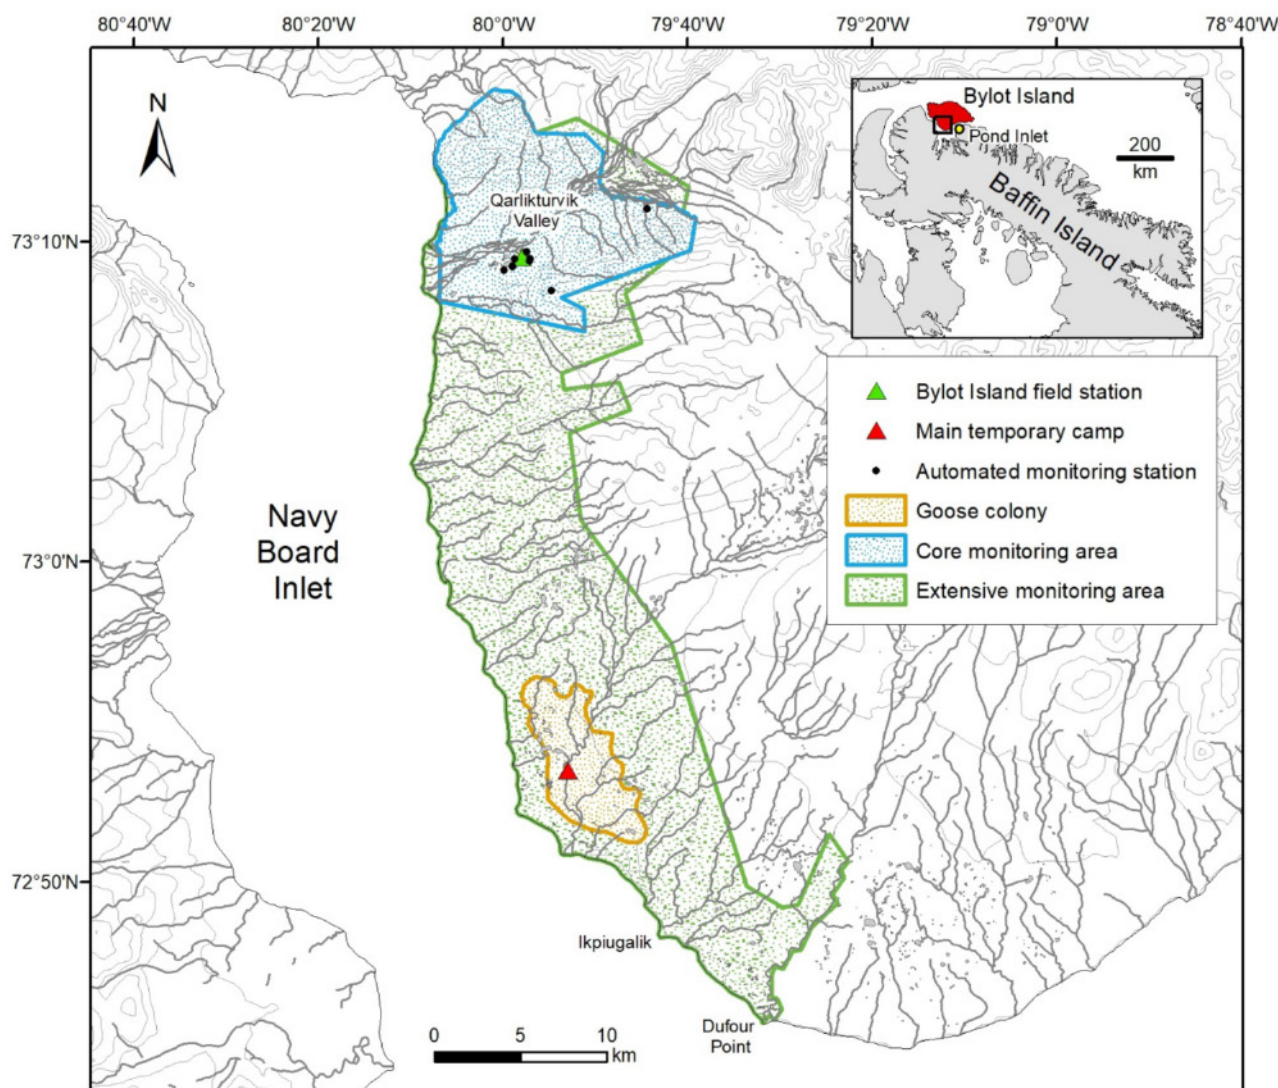 80°40'W
80°20'W
80°0'W
79°40'W
79°20'W
79°0'W
78°40'W
N
Bylot Island
Pond Inlet
200
km
Baffin Island
Qarlikturvik
Valley
73°10'N
Bylot Island field station
Main temporary camp
Automated monitoring station
Goose colony
Core monitoring area
Extensive monitoring area
Navy
Board
Inlet
73°0'N
72°50'N
Ikpiugalik
Dufour
Point
0 5 10
km